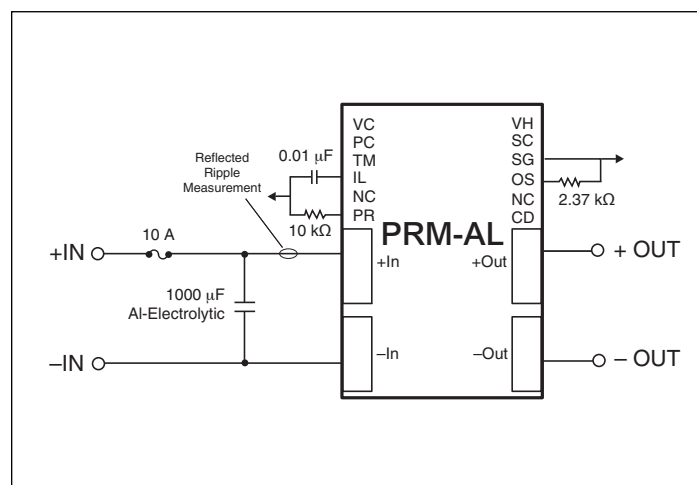 Reflected
Ripple
Measurement
0.01 μF
10 kΩ
10 A
+IN
1000 μF
Al-Electrolytic
–IN
VC
PC
TM
IL
NC
PR
VH
SC
SG
OS
NC
CD
PRM-AL
+In
+Out
–In
–Out
2.37 kΩ
+ OUT
– OUT